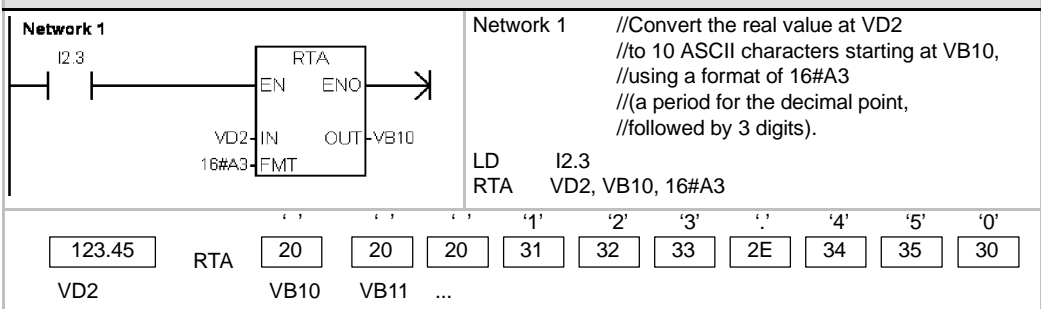 Network 1
I2.3
RTA
EN ENO
VD2 IN OUT VB10
16#A3 FMT
Network 1 //Convert the real value at VD2
//to 10 ASCII characters starting at VB10,
//using a format of 16#A3
//(a period for the decimal point,
//followed by 3 digits).
LD I2.3
RTA VD2, VB10, 16#A3
‘ ’ ‘ ’ ‘ ’ ‘1’ ‘2’ ‘3’ ‘.’ ‘4’ ‘5’ ‘0’
123.45 RTA 20 20 20 31 32 33 2E 34 35 30
VD2 VB10 VB11 ...